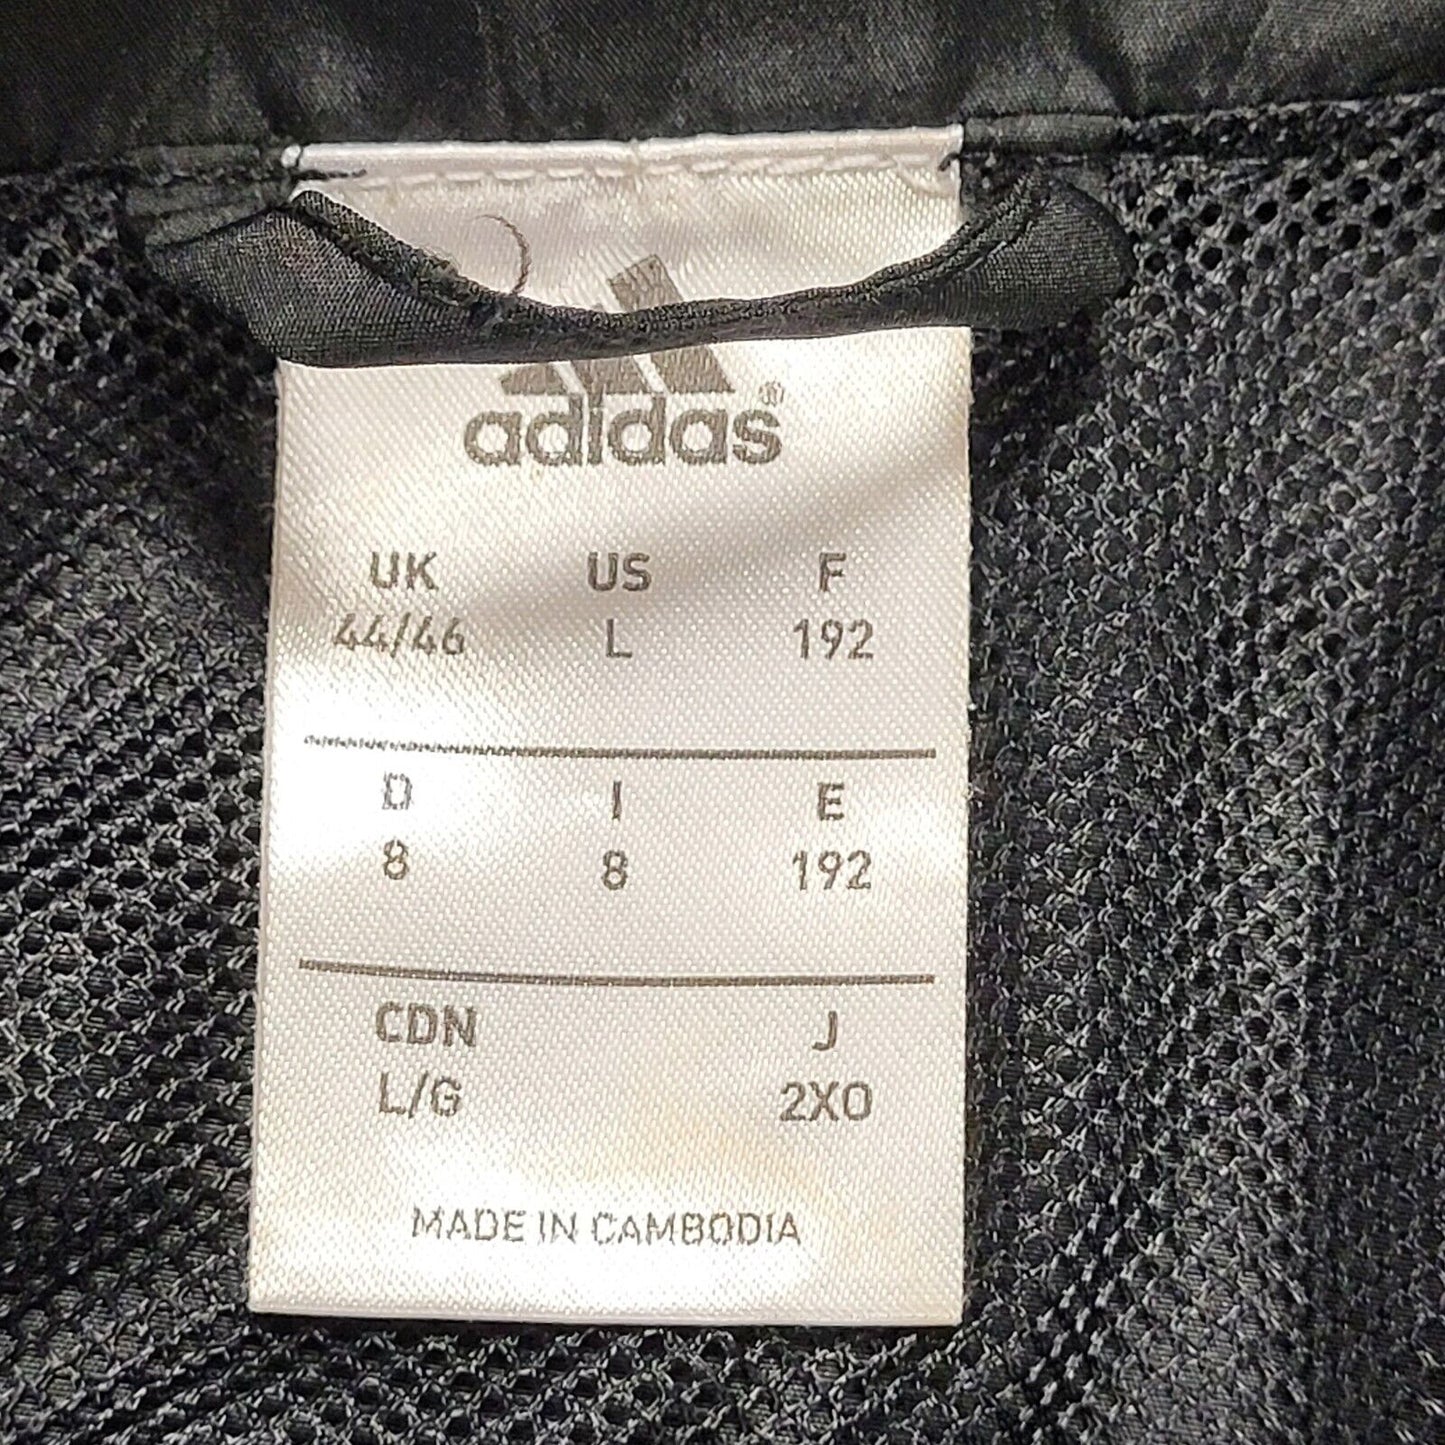 adidas®
UK US F
44/46 L 192
D I E
8 8 192
CDN J
L/G 2XO
MADE IN CAMBODIA